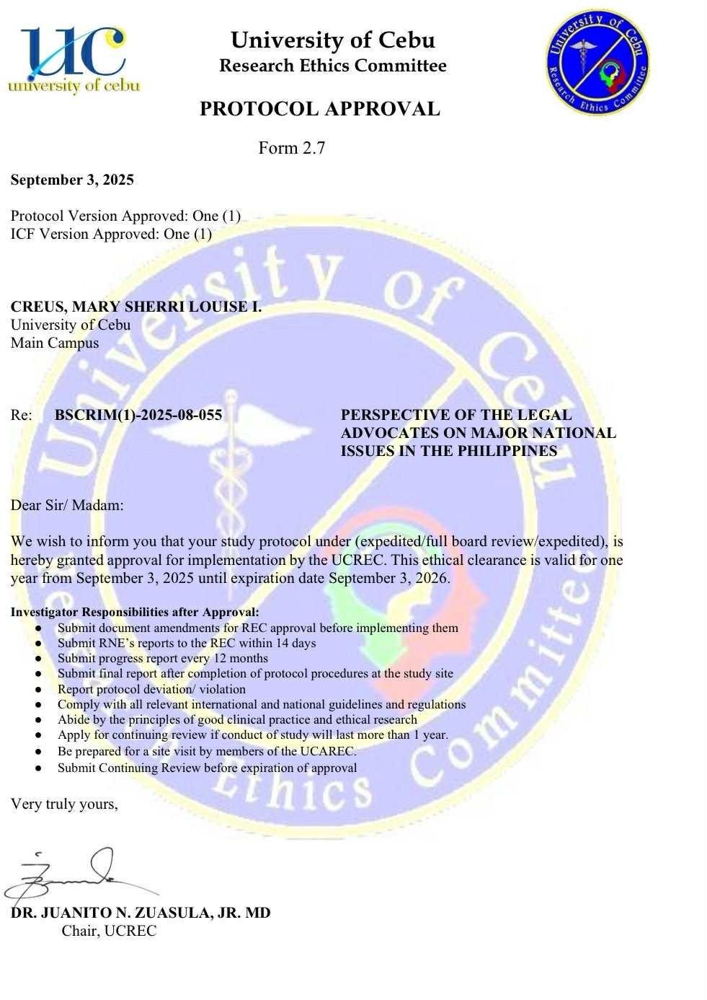 UC
university of cebu
University of Cebu
Research Ethics Committee
University of Cebu
Research Ethics Committee
PROTOCOL APPROVAL
Form 2.7
September 3, 2025
Protocol Version Approved: One (1)
ICF Version Approved: One (1)
CREUS, MARY SHERRI LOUISE I.
University of Cebu
Main Campus
Re: BSCRIM(1)-2025-08-055
PERSPECTIVE OF THE LEGAL
ADVOCATES ON MAJOR NATIONAL
ISSUES IN THE PHILIPPINES
Dear Sir/ Madam:
We wish to inform you that your study protocol under (expedited/full board review/expedited), is
hereby granted approval for implementation by the UCREC. This ethical clearance is valid for one
year from September 3, 2025 until expiration date September 3, 2026.
Investigator Responsibilities after Approval:
● Submit document amendments for REC approval before implementing them
● Submit RNE’s reports to the REC within 14 days
● Submit progress report every 12 months
● Submit final report after completion of protocol procedures at the study site
● Report protocol deviation/ violation
● Comply with all relevant international and national guidelines and regulations
● Abide by the principles of good clinical practice and ethical research
● Apply for continuing review if conduct of study will last more than 1 year.
● Be prepared for a site visit by members of the UCAREC.
● Submit Continuing Review before expiration of approval
Very truly yours,
DR. JUANITO N. ZUASULA, JR. MD
Chair, UCREC
University of Cebu
Research Ethics Committee